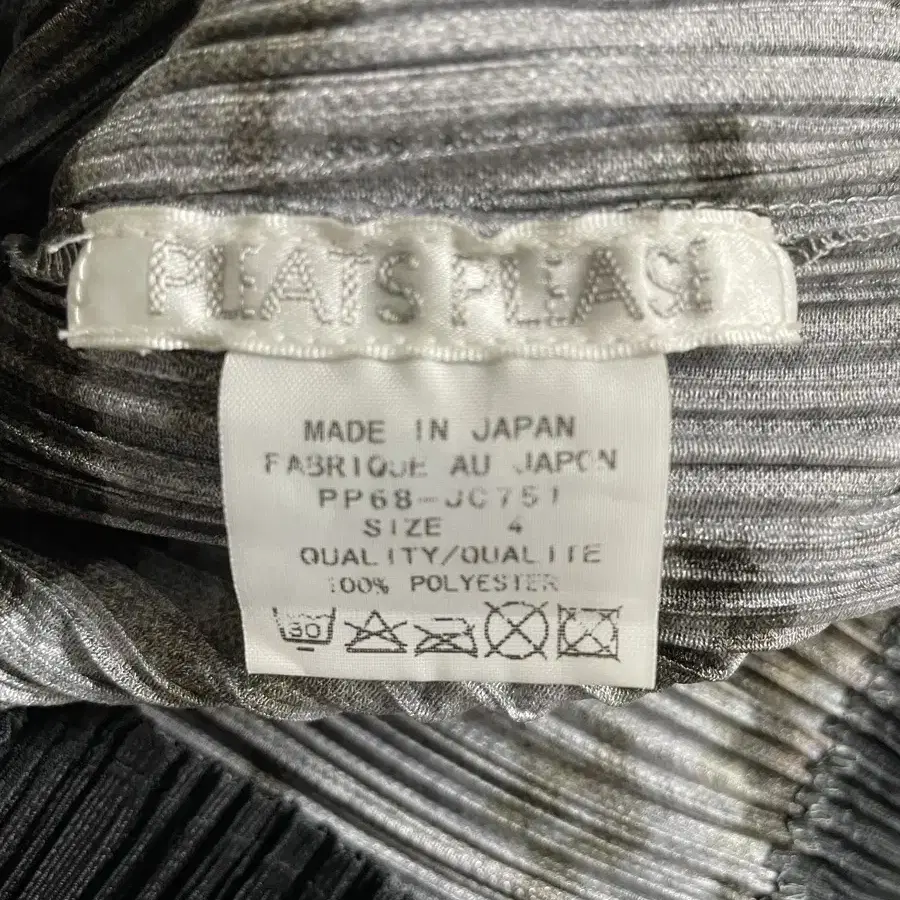 PLEATS PLEASE
MADE IN JAPAN
FABRIQUE AU JAPON
PP68-JC751
SIZE 4
QUALITY/QUALITE
100% POLYESTER
30